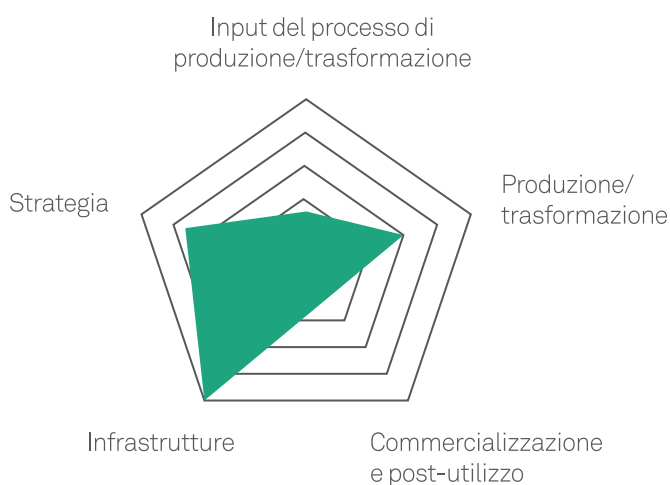 Input del processo di
produzione/trasformazione
Produzione/
trasformazione
Strategia
Infrastrutture
Commercializzazione
e post-utilizzo